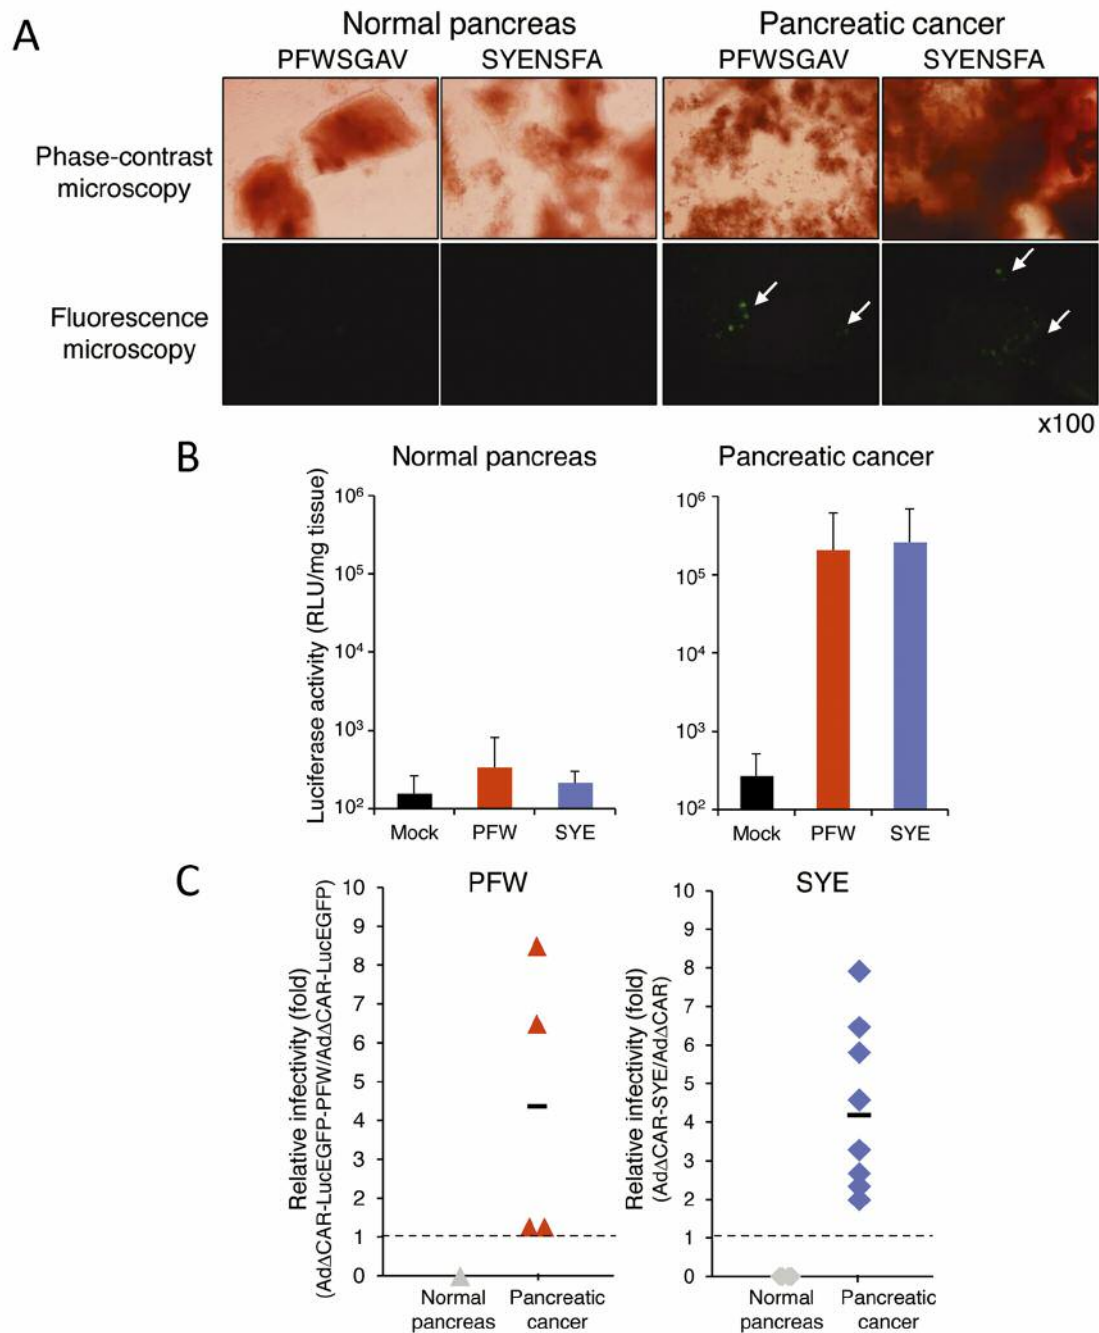 A
Normal pancreas
Pancreatic cancer
PFWSGAV
SYENSFA
PFWSGAV
SYENSFA
Phase-contrast
microscopy
Fluorescence
microscopy
x100
B
Normal pancreas
Pancreatic cancer
Luciferase activity (RLU/mg tissue)
10⁶
10⁵
10⁴
10³
10²
Mock
PFW
SYE
10⁶
10⁵
10⁴
10³
10²
Mock
PFW
SYE
C
PFW
Relative infectivity (fold)
(AdΔCAR-LucEGFP-PFW/AdΔCAR-LucEGFP)
10
9
8
7
6
5
4
3
2
1
0
Normal
pancreas
Pancreatic
cancer
SYE
Relative infectivity (fold)
(AdΔCAR-SYE/AdΔCAR)
10
9
8
7
6
5
4
3
2
1
0
Normal
pancreas
Pancreatic
cancer